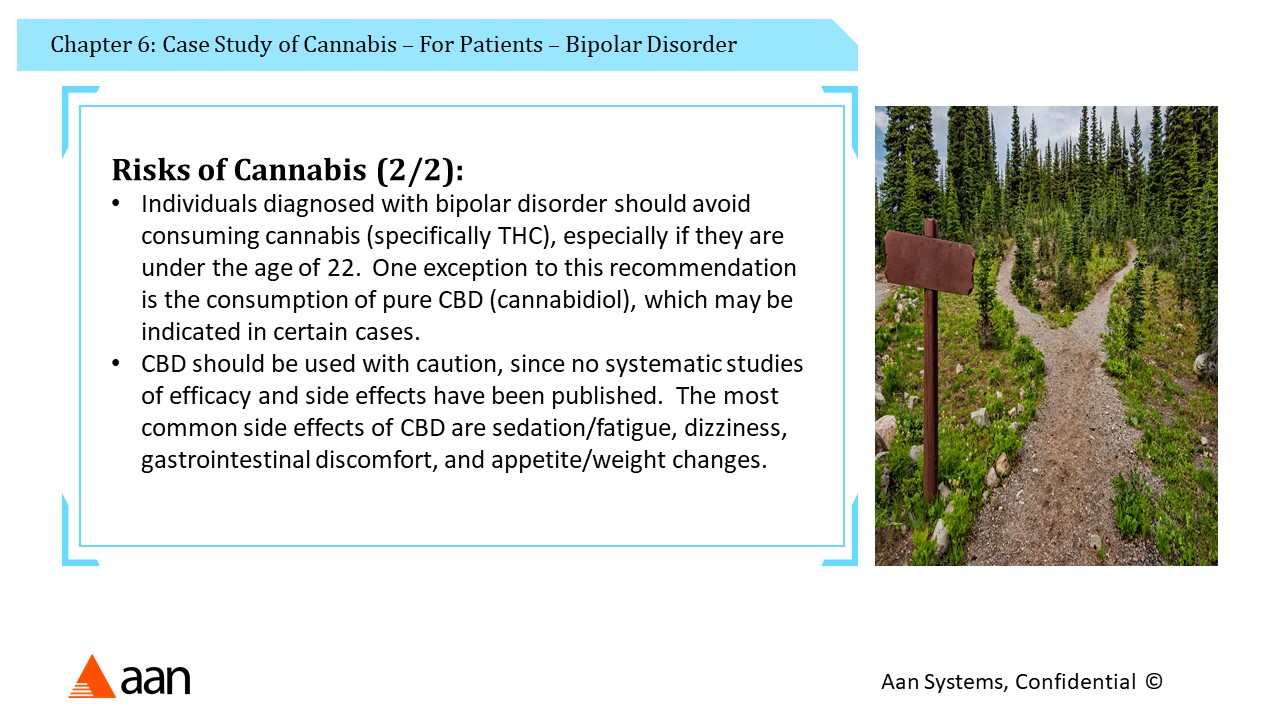 Chapter 6: Case Study of Cannabis – For Patients – Bipolar Disorder
Risks of Cannabis (2/2):
• Individuals diagnosed with bipolar disorder should avoid
consuming cannabis (specifically THC), especially if they are
under the age of 22.  One exception to this recommendation
is the consumption of pure CBD (cannabidiol), which may be
indicated in certain cases.
• CBD should be used with caution, since no systematic studies
of efficacy and side effects have been published.  The most
common side effects of CBD are sedation/fatigue, dizziness,
gastrointestinal discomfort, and appetite/weight changes.
aan
Aan Systems, Confidential ©